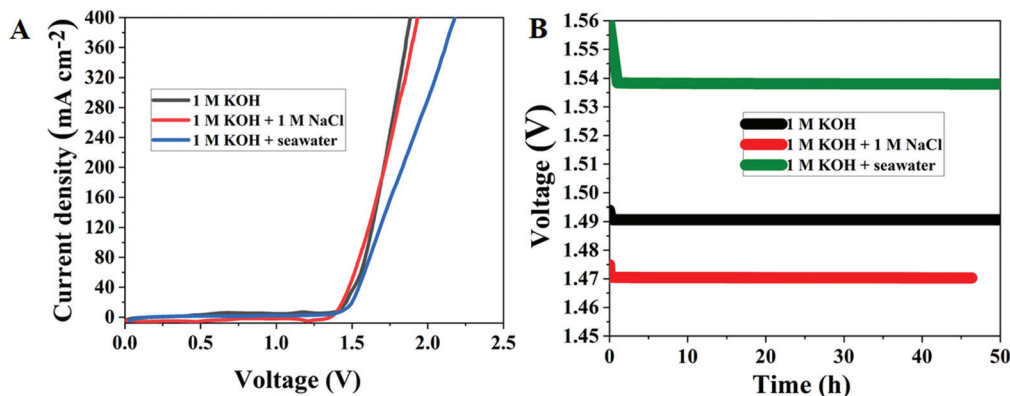 A
Current density (mA cm⁻²)
400
360
320
280
240
200
160
120
80
40
0
1 M KOH
1 M KOH + 1 M NaCl
1 M KOH + seawater
0.0 0.5 1.0 1.5 2.0 2.5
Voltage (V)
B
Voltage (V)
1.56
1.55
1.54
1.53
1.52
1.51
1.50
1.49
1.48
1.47
1.46
1.45
1 M KOH
1 M KOH + 1 M NaCl
1 M KOH + seawater
0 10 20 30 40 50
Time (h)